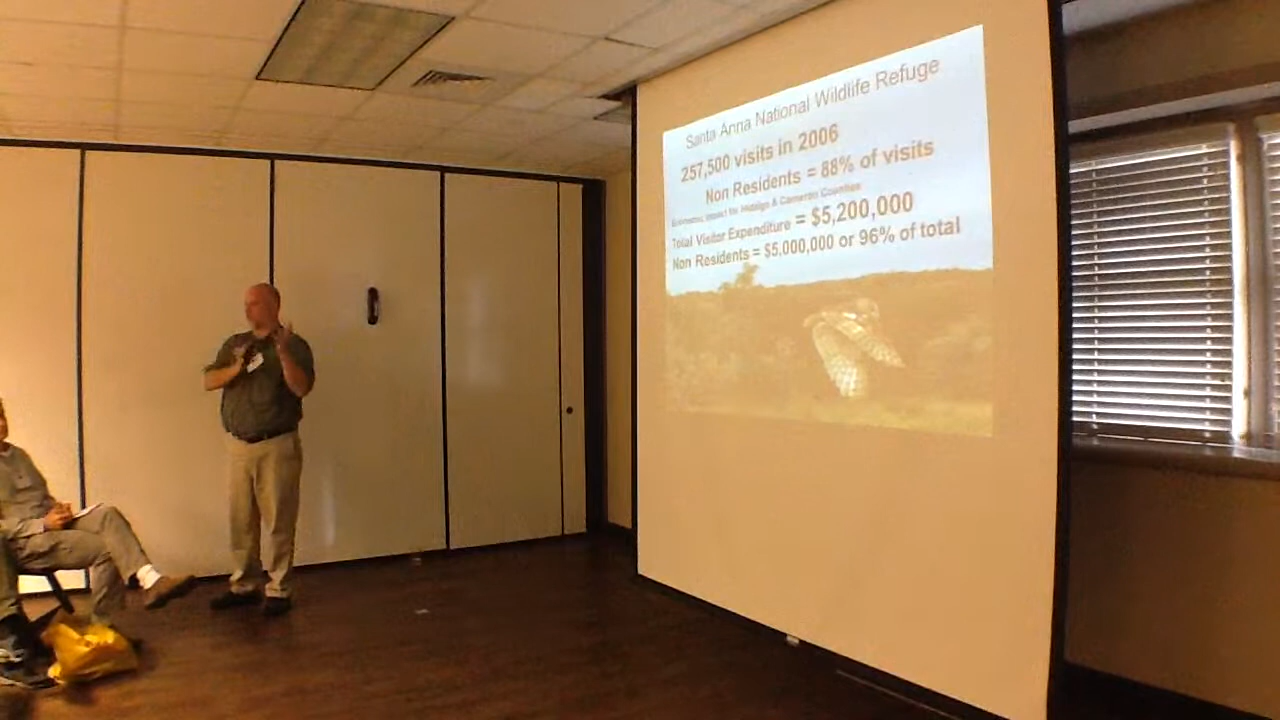 Santa Anna National Wildlife Refuge
257,500 visits in 2006
Non Residents = 88% of visits
Economic Impact for Hidalgo & Cameron Counties
Total Visitor Expenditure = $5,200,000
Non Residents = $5,000,000 or 96% of total